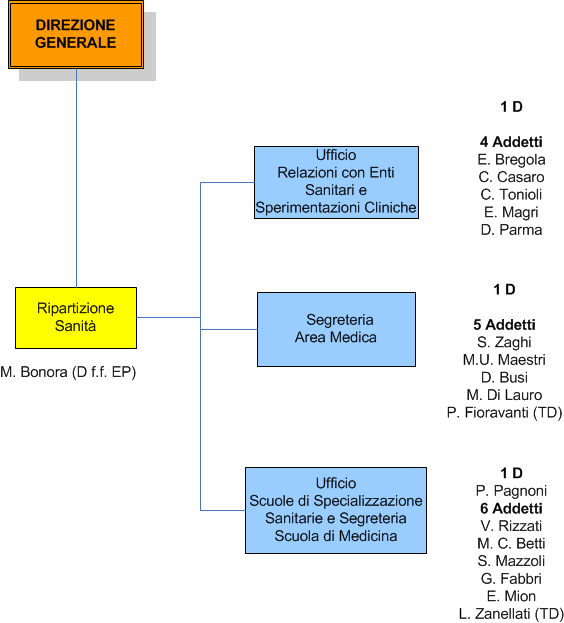 DIREZIONE
GENERALE
Ripartizione
Sanità
M. Bonora (D f.f. EP)
Ufficio
Relazioni con Enti
Sanitari e
Sperimentazioni Cliniche
1 D
4 Addetti
E. Bregola
C. Casaro
C. Tonioli
E. Magri
D. Parma
Segreteria
Area Medica
1 D
5 Addetti
S. Zaghi
M.U. Maestri
D. Busi
M. Di Lauro
P. Fioravanti (TD)
Ufficio
Scuole di Specializzazione
Sanitarie e Segreteria
Scuola di Medicina
1 D
P. Pagnoni
6 Addetti
V. Rizzati
M. C. Betti
S. Mazzoli
G. Fabbri
E. Mion
L. Zanellati (TD)